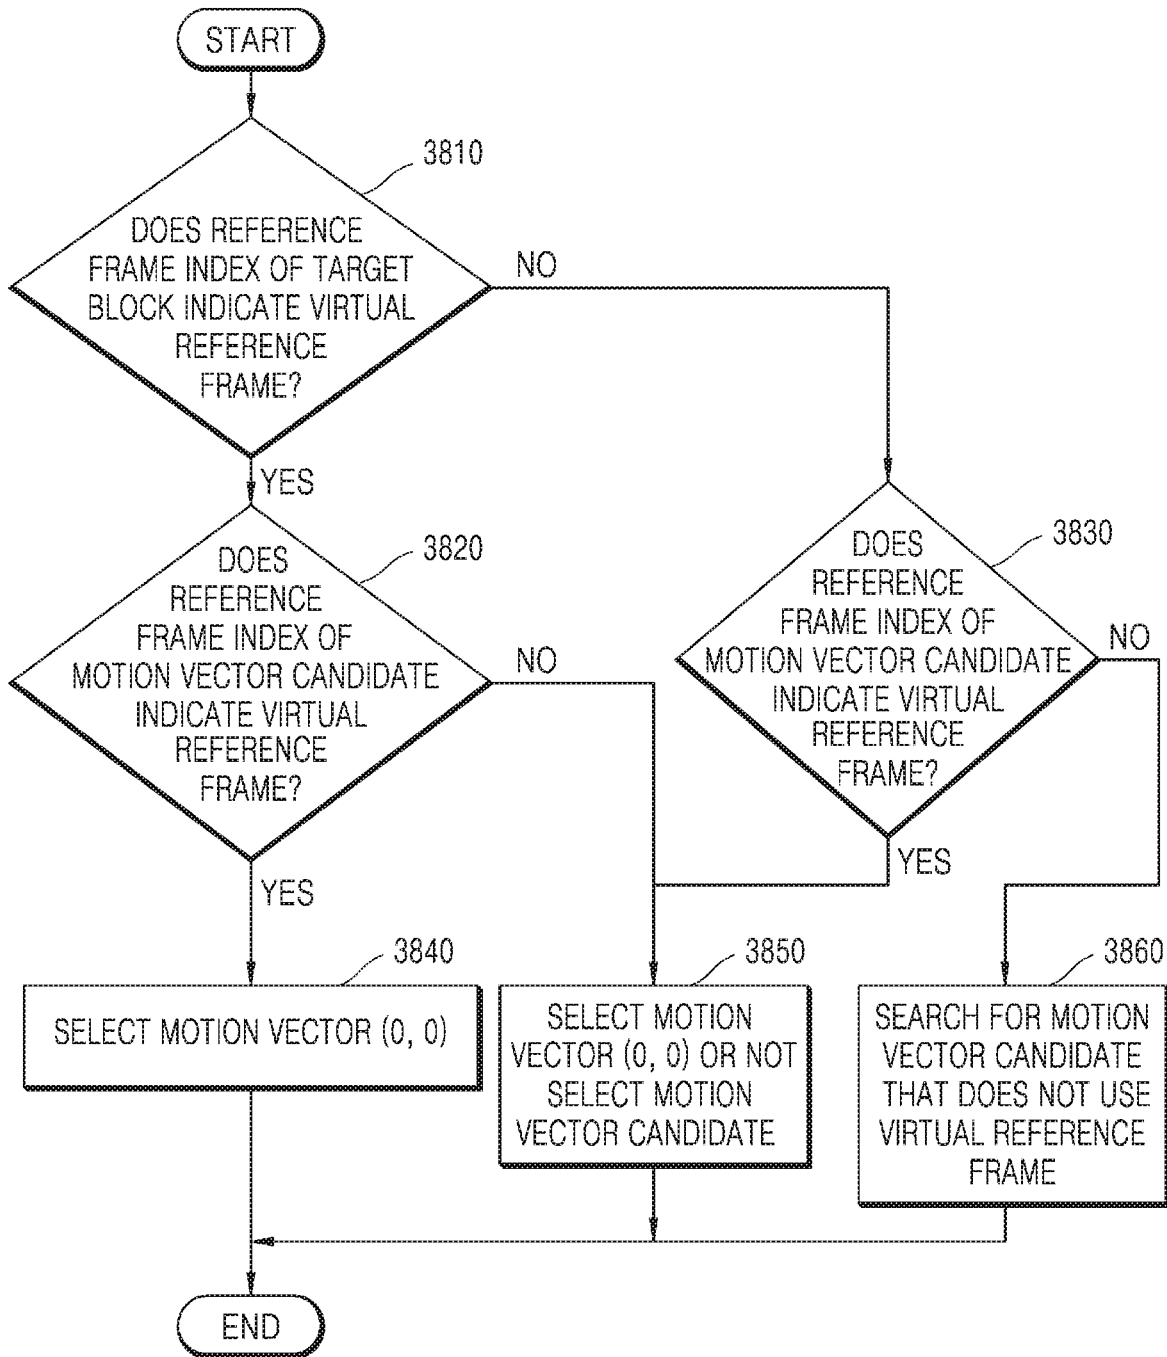 START
3810
DOES REFERENCE
FRAME INDEX OF TARGET
BLOCK INDICATE VIRTUAL
REFERENCE
FRAME?
NO
YES
3820
DOES
REFERENCE
FRAME INDEX OF
MOTION VECTOR CANDIDATE
INDICATE VIRTUAL
REFERENCE
FRAME?
NO
YES
3830
DOES
REFERENCE
FRAME INDEX OF
MOTION VECTOR CANDIDATE
INDICATE VIRTUAL
REFERENCE
FRAME?
NO
YES
3840
SELECT MOTION VECTOR (0, 0)
3850
SELECT MOTION
VECTOR (0, 0) OR NOT
SELECT MOTION
VECTOR CANDIDATE
3860
SEARCH FOR MOTION
VECTOR CANDIDATE
THAT DOES NOT USE
VIRTUAL REFERENCE
FRAME
END